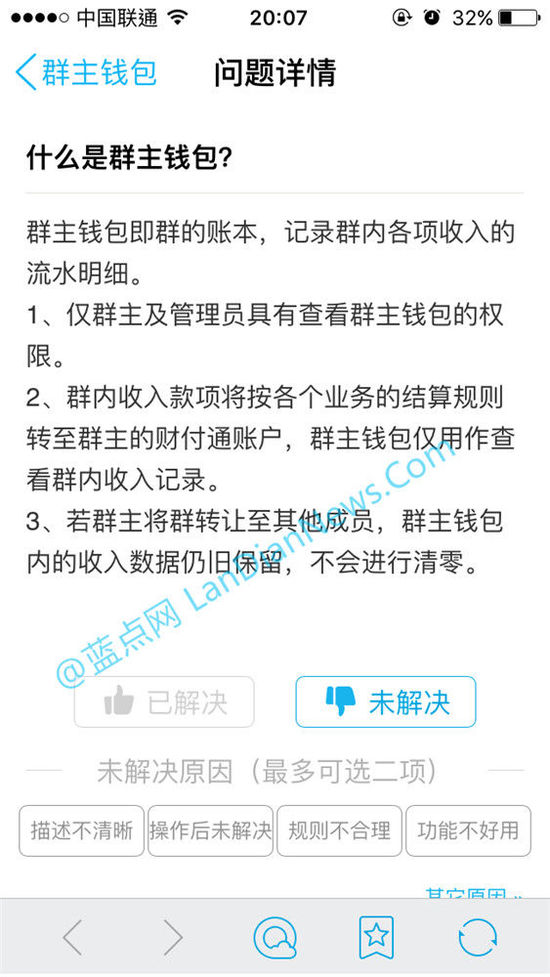 中国联通 20:07 32%
群主钱包 问题详情
什么是群主钱包?
群主钱包即群的账本，记录群内各项收入的
流水明细。
1、仅群主及管理员具有查看群主钱包的权
限。
2、群内收入款项将按各个业务的结算规则
转至群主的财付通账户，群主钱包仅用作查
看群内收入记录。
3、若群主将群转让至其他成员，群主钱包
内的收入数据仍旧保留，不会进行清零。
@蓝点网 LanDianNews.Com
已解决 未解决
未解决原因（最多可选二项）
描述不清晰 操作后未解决 规则不合理 功能不好用
其它原因 »